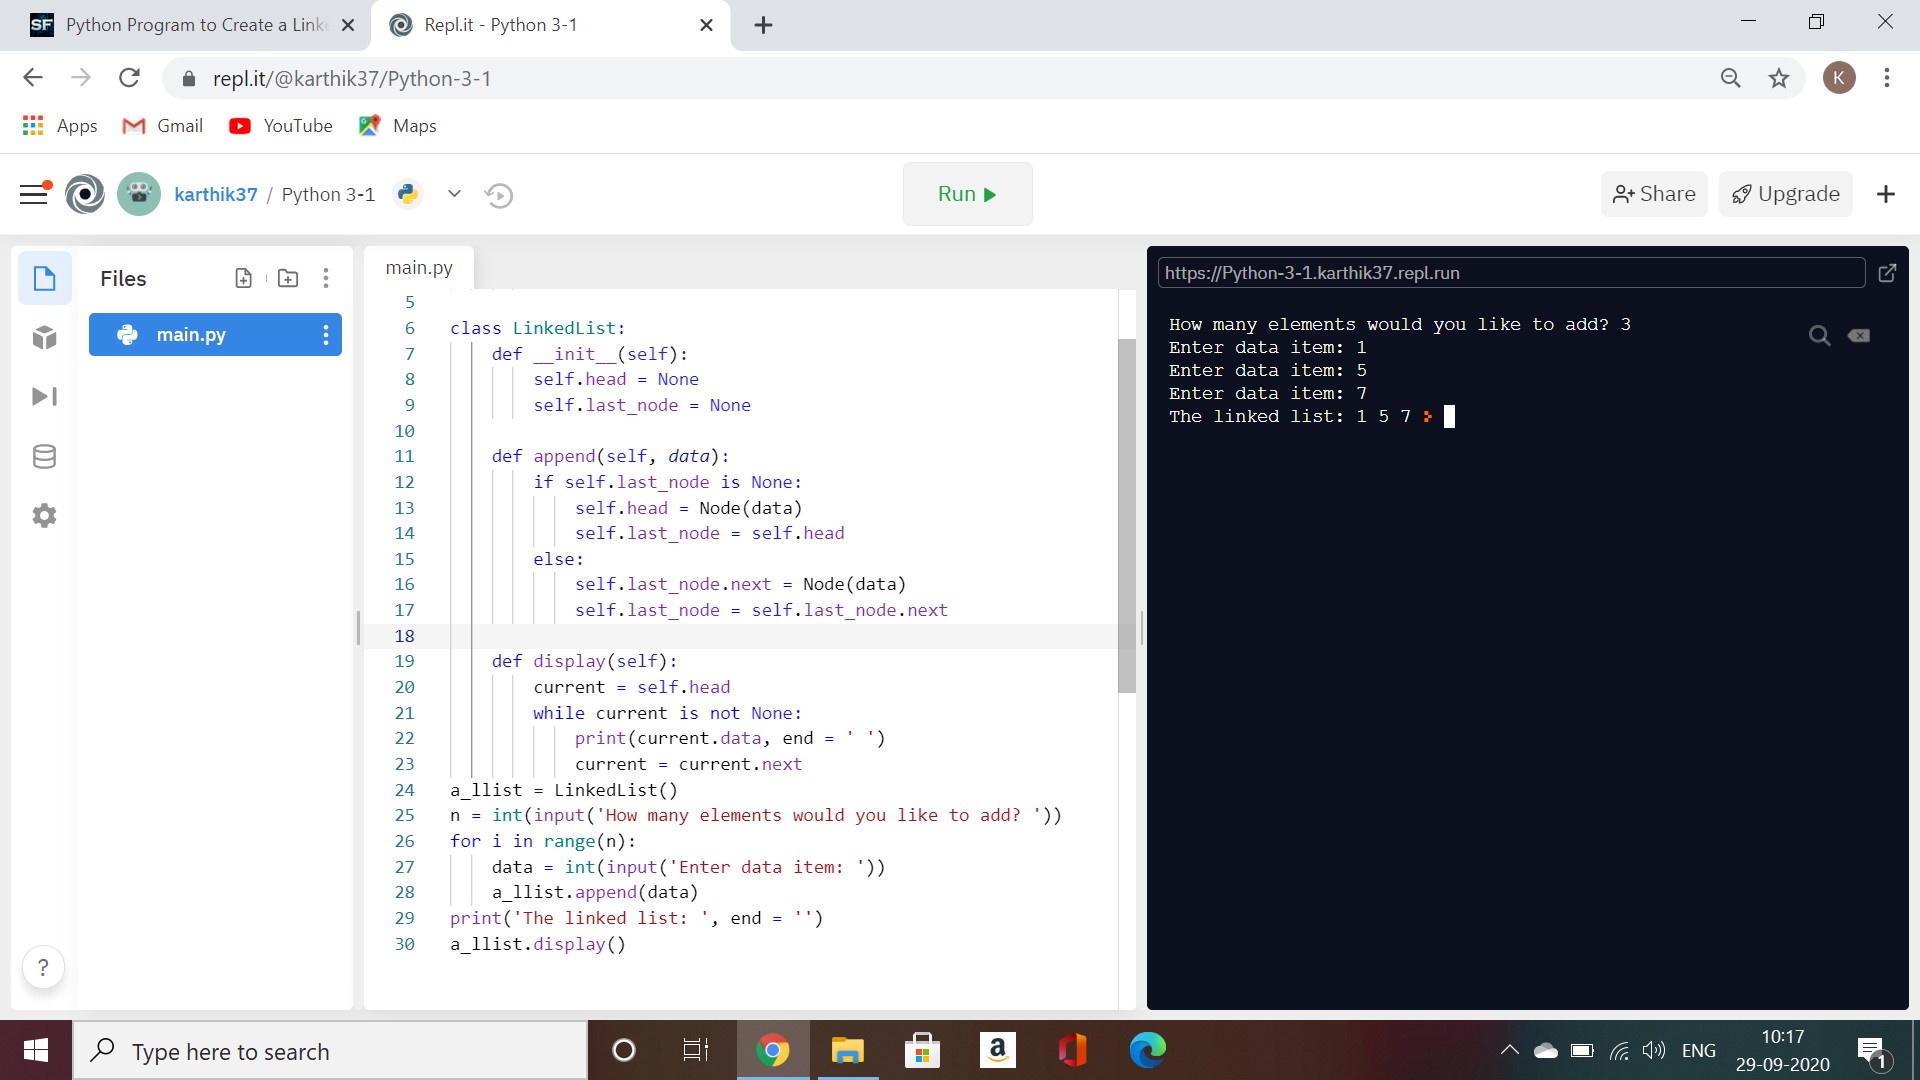 SF Python Program to Create a Link
Repl.it - Python 3-1
repl.it/@karthik37/Python-3-1
K
Apps
Gmail
YouTube
Maps
karthik37 / Python 3-1
Run
Share
Upgrade
Files
main.py
main.py
5
6 class LinkedList:
7     def __init__(self):
8         self.head = None
9         self.last_node = None
10
11     def append(self, data):
12         if self.last_node is None:
13             self.head = Node(data)
14             self.last_node = self.head
15         else:
16             self.last_node.next = Node(data)
17             self.last_node = self.last_node.next
18
19     def display(self):
20         current = self.head
21         while current is not None:
22             print(current.data, end = ' ')
23             current = current.next
24 a_llist = LinkedList()
25 n = int(input('How many elements would you like to add? '))
26 for i in range(n):
27     data = int(input('Enter data item: '))
28     a_llist.append(data)
29 print('The linked list: ', end = '')
30 a_llist.display()
https://Python-3-1.karthik37.repl.run
How many elements would you like to add? 3
Enter data item: 1
Enter data item: 5
Enter data item: 7
The linked list: 1 5 7
?
Type here to search
a
ENG
10:17
29-09-2020
1